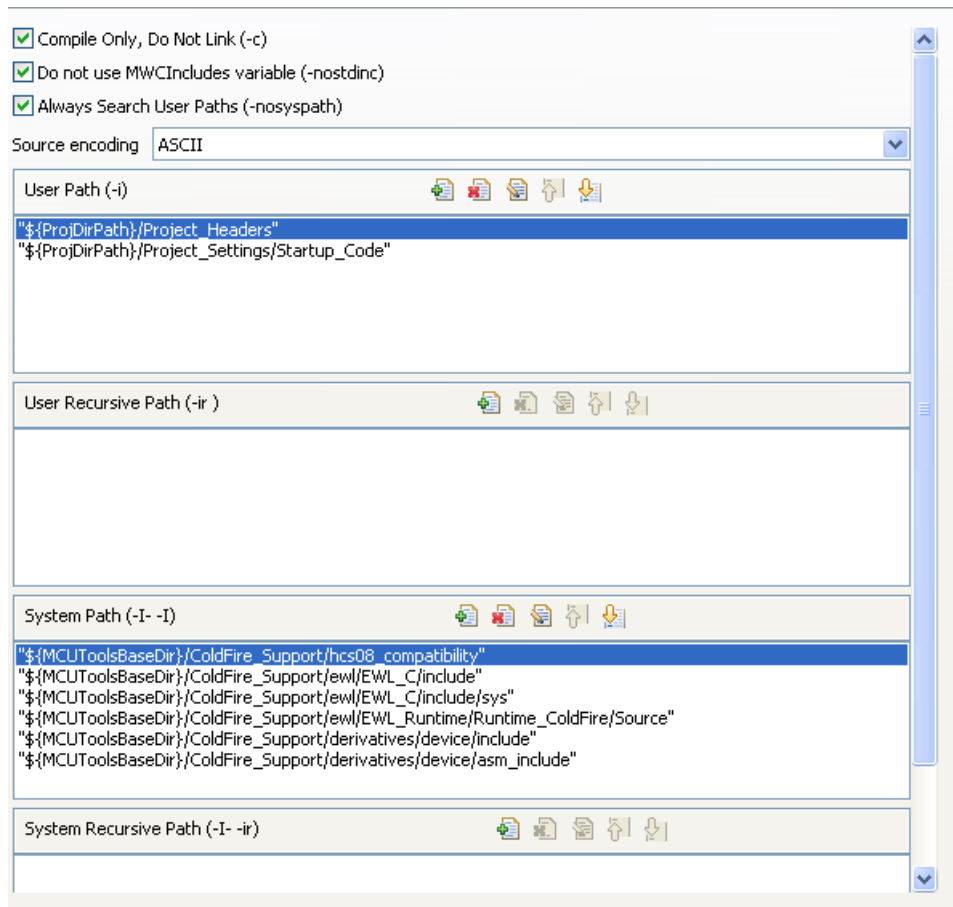 Compile Only, Do Not Link (-c)
Do not use MWCIncludes variable (-nostdinc)
Always Search User Paths (-nosyspath)
Source encoding ASCII
User Path (-i)
"${ProjDirPath}/Project_Headers"
"${ProjDirPath}/Project_Settings/Startup_Code"
User Recursive Path (-ir )
System Path (-I- -I)
"${MCUToolsBaseDir}/ColdFire_Support/hcs08_compatibility"
"${MCUToolsBaseDir}/ColdFire_Support/ewl/EWL_C/include"
"${MCUToolsBaseDir}/ColdFire_Support/ewl/EWL_C/include/sys"
"${MCUToolsBaseDir}/ColdFire_Support/ewl/EWL_Runtime/Runtime_ColdFire/Source"
"${MCUToolsBaseDir}/ColdFire_Support/derivatives/device/include"
"${MCUToolsBaseDir}/ColdFire_Support/derivatives/device/asm_include"
System Recursive Path (-I- -ir)